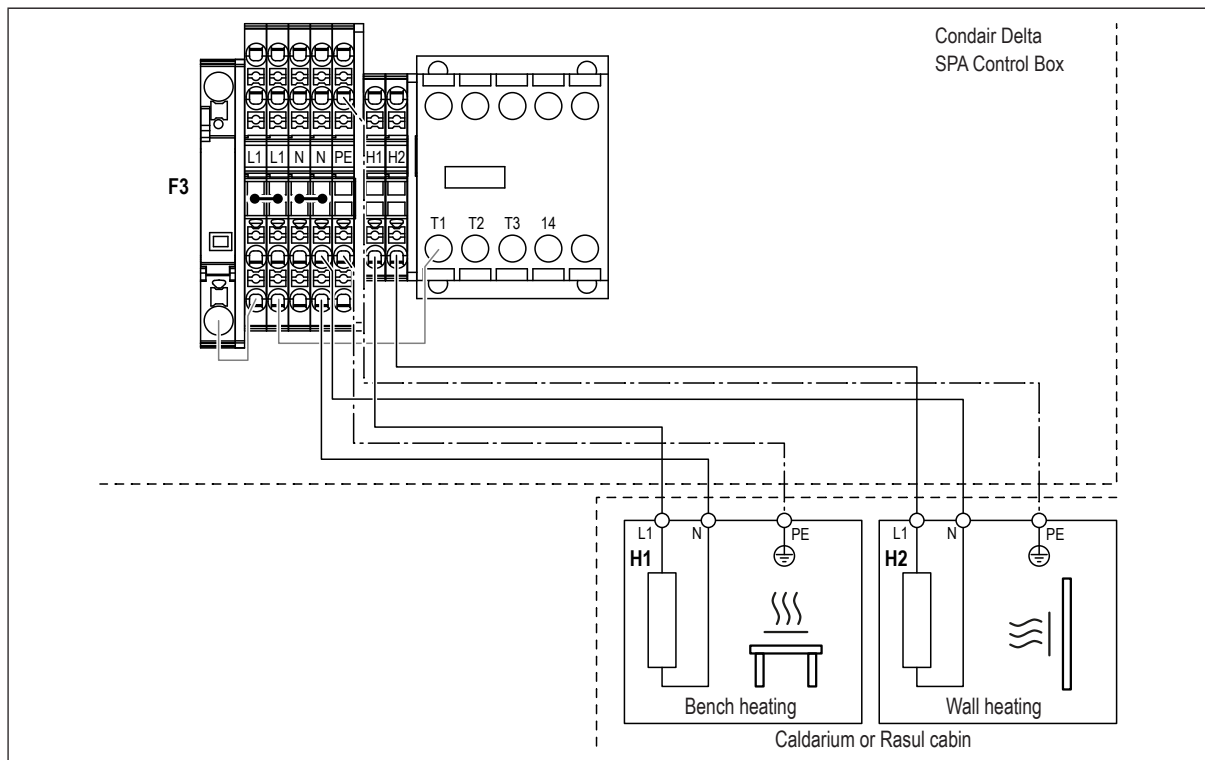 Condair Delta
SPA Control Box
F3
L1 L1 N N PE H1 H2
T1 T2 T3 14
L1 N PE
H1
L1 N PE
H2
Bench heating
Wall heating
Caldarium or Rasul cabin